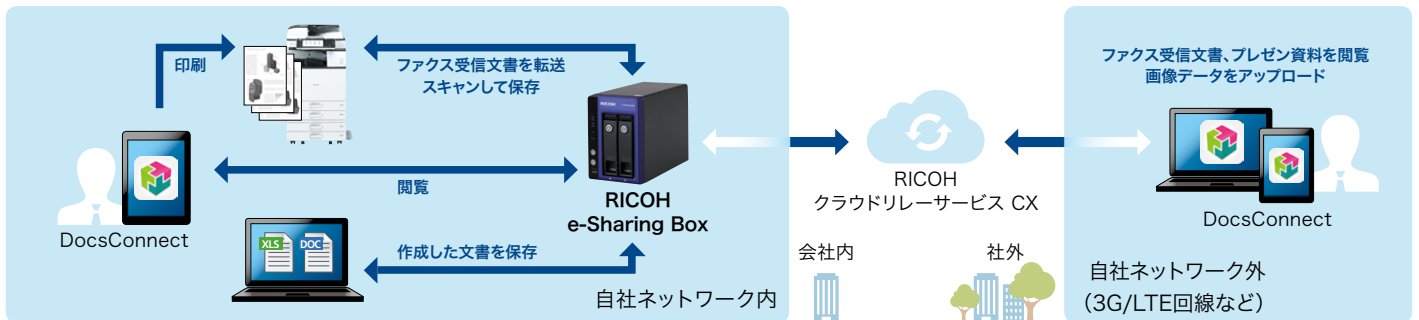 印刷
ファクス受信文書を転送
スキャンして保存
RICOH
閲覧
DocsConnect
RICOH
e-Sharing Box
XLS
DOC
作成した文書を保存
自社ネットワーク内
RICOH
クラウドリレーサービス CX
会社内
社外
ファクス受信文書、プレゼン資料を閲覧
画像データをアップロード
DocsConnect
自社ネットワーク外
（3G/LTE回線など）